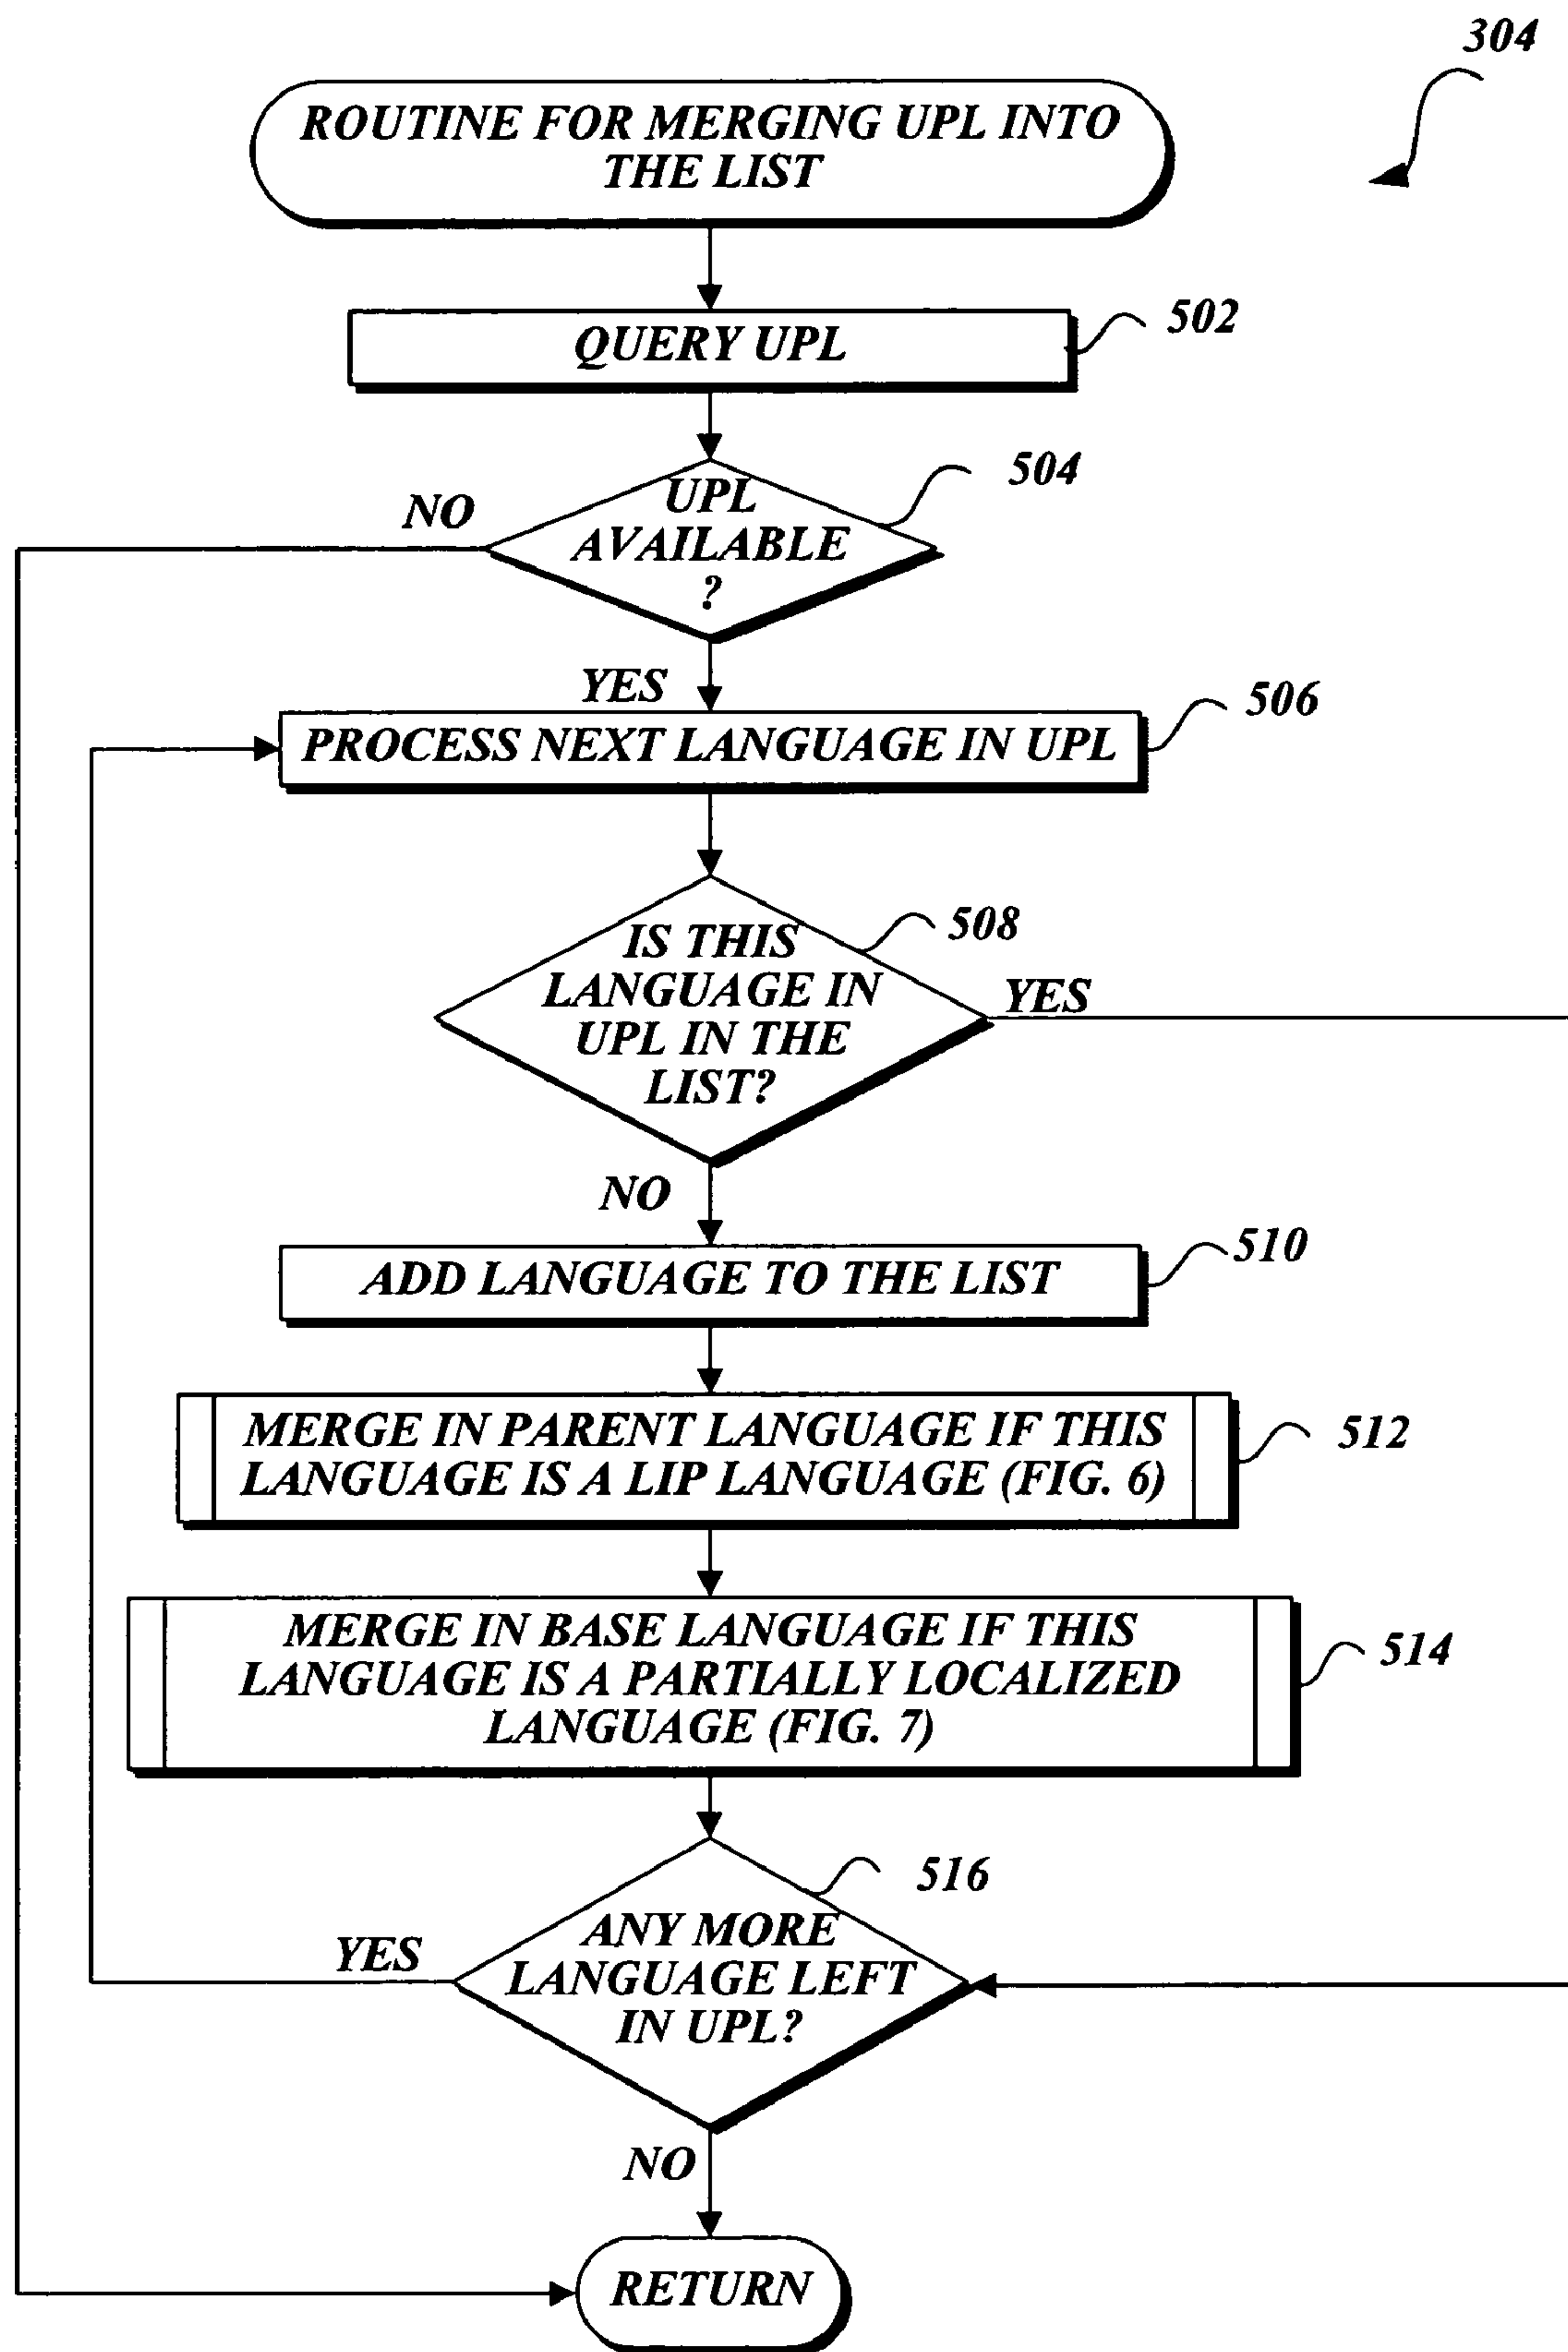 304
ROUTINE FOR MERGING UPL INTO
THE LIST
QUERY UPL
502
UPL
AVAILABLE
?
504
NO
YES
PROCESS NEXT LANGUAGE IN UPL
506
IS THIS
LANGUAGE IN
UPL IN THE
LIST?
508
YES
NO
ADD LANGUAGE TO THE LIST
510
MERGE IN PARENT LANGUAGE IF THIS
LANGUAGE IS A LIP LANGUAGE (FIG. 6)
512
MERGE IN BASE LANGUAGE IF THIS
LANGUAGE IS A PARTIALLY LOCALIZED
LANGUAGE (FIG. 7)
514
ANY MORE
LANGUAGE LEFT
IN UPL?
516
YES
NO
RETURN